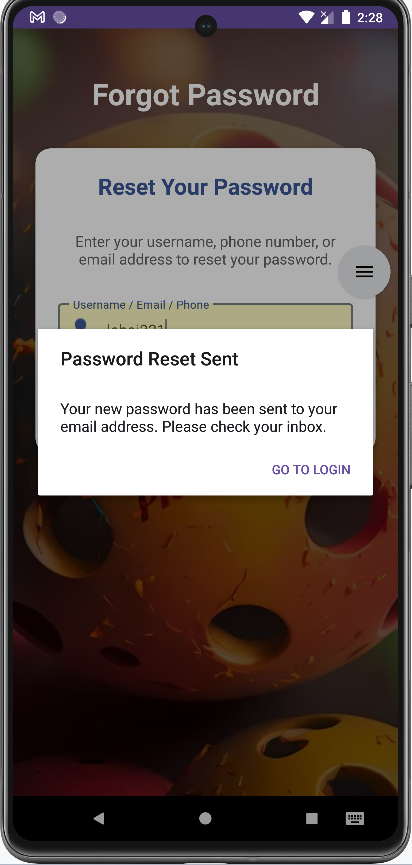 2:28
Forgot Password
Reset Your Password
Enter your username, phone number, or
email address to reset your password.
Username / Email / Phone
Password Reset Sent
Your new password has been sent to your
email address. Please check your inbox.
GO TO LOGIN